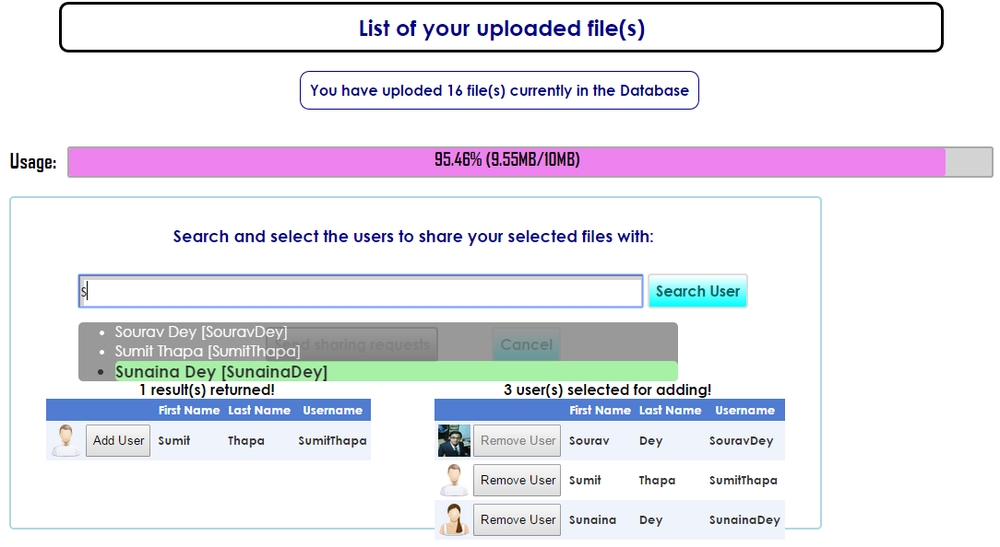 List of your uploaded file(s)
You have uploded 16 file(s) currently in the Database
Usage: 95.46% (9.55MB/10MB)
Search and select the users to share your selected files with:
s Search User
Sourav Dey [SouravDey]
Send sharing requests Cancel
Sumit Thapa [SumitThapa]
Sunaina Dey [SunainaDey]
1 result(s) returned!
First Name Last Name Username
Add User Sumit Thapa SumitThapa
3 user(s) selected for adding!
First Name Last Name Username
Remove User Sourav Dey SouravDey
Remove User Sumit Thapa SumitThapa
Remove User Sunaina Dey SunainaDey